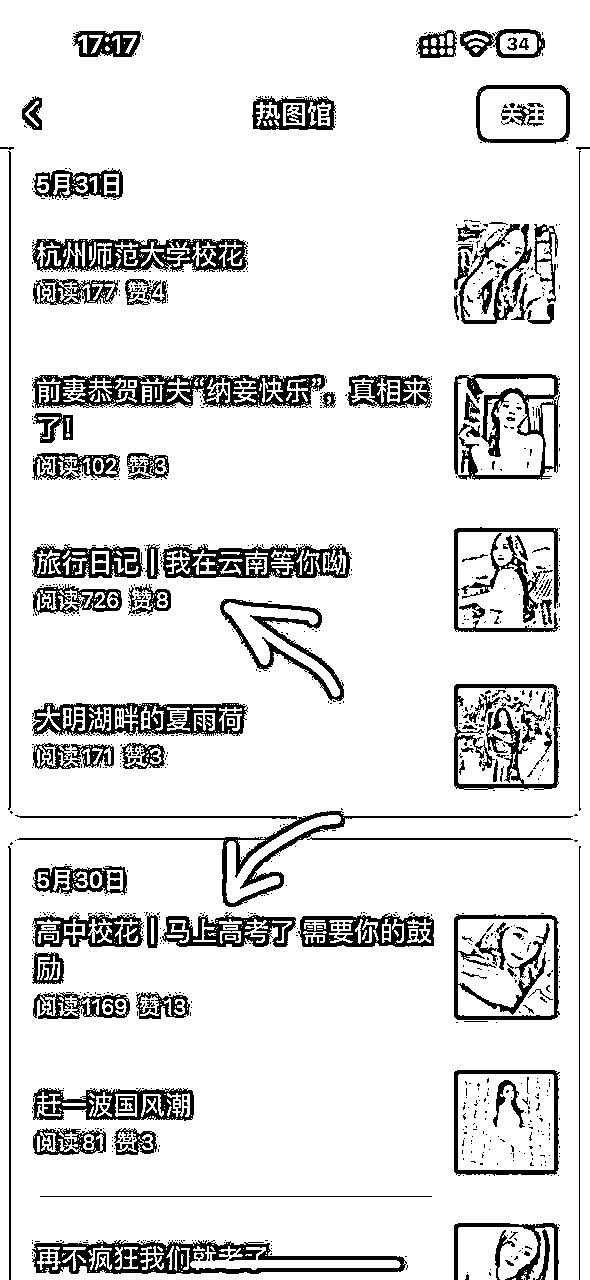 17:17
34
热图馆
关注
5月31日
杭州师范大学校花
阅读177 赞4
前妻恭贺前夫“纳妾快乐”，真相来
了！
阅读102 赞3
旅行日记 | 我在云南等你呦
阅读726 赞8
大明湖畔的夏雨荷
阅读171 赞3
5月30日
高中校花 | 马上高考了 需要你的鼓
励
阅读1169 赞13
赶一波国风潮
阅读81 赞3
再不疯狂我们就老了